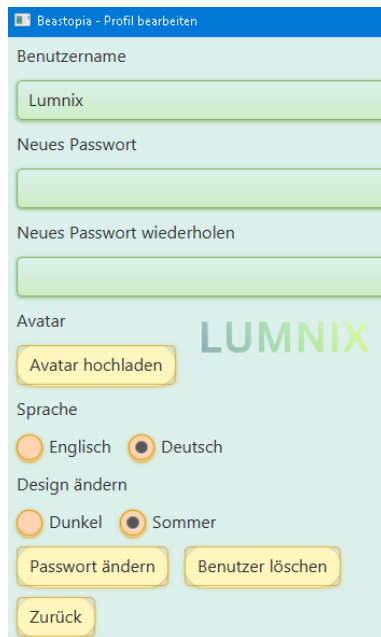 Beastopia - Profil bearbeiten
Benutzername
Lumnix
Neues Passwort
Neues Passwort wiederholen
Avatar
LUMNIX
Avatar hochladen
Sprache
Englisch Deutsch
Design ändern
Dunkel Sommer
Passwort ändern Benutzer löschen
Zurück